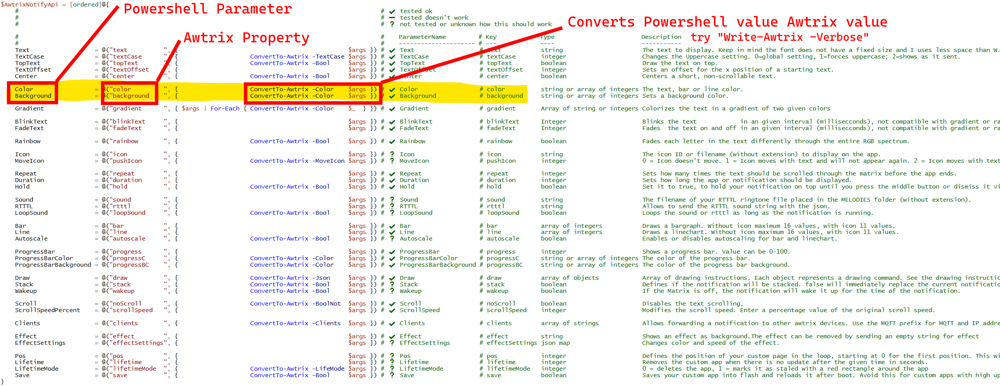 $AwtrixNotifyApi = [ordered]@{
Powershell Parameter
# # ✔ tested ok
# # ━ tested doesn't work
# # ? not tested or unknown how this should work
Converts Powershell value Awtrix value
Awtrix Property
# # ParameterName # Key Type Description
try "Write-Awtrix -Verbose"
# # --------------------- # --- ---- -----------
Text = @("text ", { $args }) # ✔ Text # text string The text to display. Keep in mind the font does not have a fixed size and I uses less space than W.
TextCase = @("textCase ", { ConvertTo-Awtrix -TextCase $args }) # ✔ TextCase # textCase integer Changes the Uppercase setting. 0=global setting, 1=forces uppercase; 2=shows as it sent.
TopText = @("topText ", { ConvertTo-Awtrix -Bool $args }) # ✔ TopText # topText boolean Draw the text on top.
TextOffset = @("textOffset ", { $args }) # ✔ TextOffset # textOffset integer Sets an offset for the x position of a starting text.
Center = @("center ", { ConvertTo-Awtrix -Bool $args }) # ✔ Center # center boolean Centers a short, non-scrollable text.
Color = @("color ", { ConvertTo-Awtrix -Color $args }) # ✔ Color # color string or array of integers The text, bar or line color.
Background = @("background ", { ConvertTo-Awtrix -Color $args }) # ✔ Background # background string or array of integers Sets a background color.
Gradient = @("gradient ", { $args | For-Each { ConvertTo-Awtrix -Color $_ } }) # ✔ Gradient # gradient Array of string or integers Colorizes the text in a gradient of two given colors
BlinkText = @("blinkText ", { $args }) # ✔ BlinkText # blinkText Integer Blinks the text in an given interval (millisecconds), not compatible with gradient or ra
FadeText = @("fadeText ", { $args }) # ✔ FadeText # fadeText Integer Fades the text on and off in an given interval (millisecconds), not compatible with gradient or ra
Rainbow = @("rainbow ", { ConvertTo-Awtrix -Bool $args }) # ✔ Rainbow # rainbow boolean Fades each letter in the text differently through the entire RGB spectrum.
Icon = @("icon ", { $args }) # ? Icon # icon string The icon ID or filename (without extension) to display on the app.
MoveIcon = @("pushIcon ", { ConvertTo-Awtrix -MoveIcon $args }) # ? MoveIcon # pushIcon integer 0 = Icon doesn't move. 1 = Icon moves with text and will not appear again. 2 = Icon moves with text
Repeat = @("repeat ", { $args }) # ✔ Repeat # repeat integer Sets how many times the text should be scrolled through the matrix before the app ends.
Duration = @("duration ", { $args }) # ✔ Duration # duration integer Sets how long the app or notification should be displayed.
Hold = @("hold ", { ConvertTo-Awtrix -Bool $args }) # ✔ Hold # hold boolean Set it to true, to hold your notification on top until you press the middle button or dismiss it vi
Sound = @("sound ", { $args }) # ? Sound # sound string The filename of your RTTTL ringtone file placed in the MELODIES folder (without extension).
RTTTL = @("rtttl ", { $args }) # ? RTTTL # rtttl string Allows to send the RTTTL sound string with the json.
LoopSound = @("loopSound ", { ConvertTo-Awtrix -Bool $args }) # ? LoopSound # loopSound boolean Loops the sound or rtttl as long as the notification is running.
Bar = @("bar ", { $args }) # ✔ Bar # bar array of integers Draws a bargraph. Without icon maximum 16 values, with icon 11 values.
Line = @("line ", { $args }) # ✔ Line # line array of integers Draws a linechart. Without icon maximum 16 values, with icon 11 values.
Autoscale = @("autoscale ", { ConvertTo-Awtrix -Bool $args }) # ? Autoscale # autoscale boolean Enables or disables autoscaling for bar and linechart.
ProgressBar = @("progress ", { $args }) # ✔ ProgressBar # progress integer Shows a progress bar. Value can be 0-100.
ProgressBarColor = @("progressC ", { ConvertTo-Awtrix -Color $args }) # ✔ ProgressBarColor # progressC string or array of integers The color of the progress bar.
ProgressBarBackground = @("progressBC ", { ConvertTo-Awtrix -Color $args }) # ✔ ProgressBarBackground # progressBC string or array of integers The color of the progress bar background.
Draw = @("draw ", { ConvertTo-Awtrix -Json $args }) # ✔ Draw # draw array of objects Array of drawing instructions. Each object represents a drawing command. See the drawing instructio
Stack = @("stack ", { ConvertTo-Awtrix -Bool $args }) # ? Stack # stack boolean Defines if the notification will be stacked. false will immediately replace the current notificatio
Wakeup = @("wakeup ", { ConvertTo-Awtrix -Bool $args }) # ? Wakeup # wakeup boolean If the Matrix is off, the notification will wake it up for the time of the notification.
Scroll = @("noScroll ", { ConvertTo-Awtrix -BoolNot $args }) # ✔ Scroll # noScroll boolean Disables the text scrolling.
ScrollSpeedPercent = @("scrollSpeed ", { $args }) # ✔ ScrollSpeed # scrollSpeed integer Modifies the scroll speed. Enter a percentage value of the original scroll speed.
Clients = @("clients ", { ConvertTo-Awtrix -Clients $args }) # ✔ Clients # clients array of strings Allows forwarding a notification to other awtrix devices. Use the MQTT prefix for MQTT and IP addre
Effect = @("effect ", { $args }) # ✔ Effect # effect string Shows an effect as background.The effect can be removed by sending an empty string for effect
EffectSettings = @("effectSettings", { $args }) # ? EffectSettings # effectSettings json map Changes color and speed of the effect.
Pos = @("pos ", { $args }) # ? Pos # pos integer Defines the position of your custom page in the loop, starting at 0 for the first position. This wi
Lifetime = @("lifetime ", { $args }) # ? Lifetime # lifetime integer Removes the custom app when there is no update after the given time in seconds.
LifetimeMode = @("lifetimeMode ", { ConvertTo-Awtrix -LifeMode $args }) # ? LifetimeMode # lifetimeMode integer 0 = deletes the app, 1 = marks it as staled with a red rectangle around the app
Save = @("save ", { ConvertTo-Awtrix -Bool $args }) # ? Save # save boolean Saves your custom app into flash and reloads it after boot. Avoid this for custom apps with high up
}